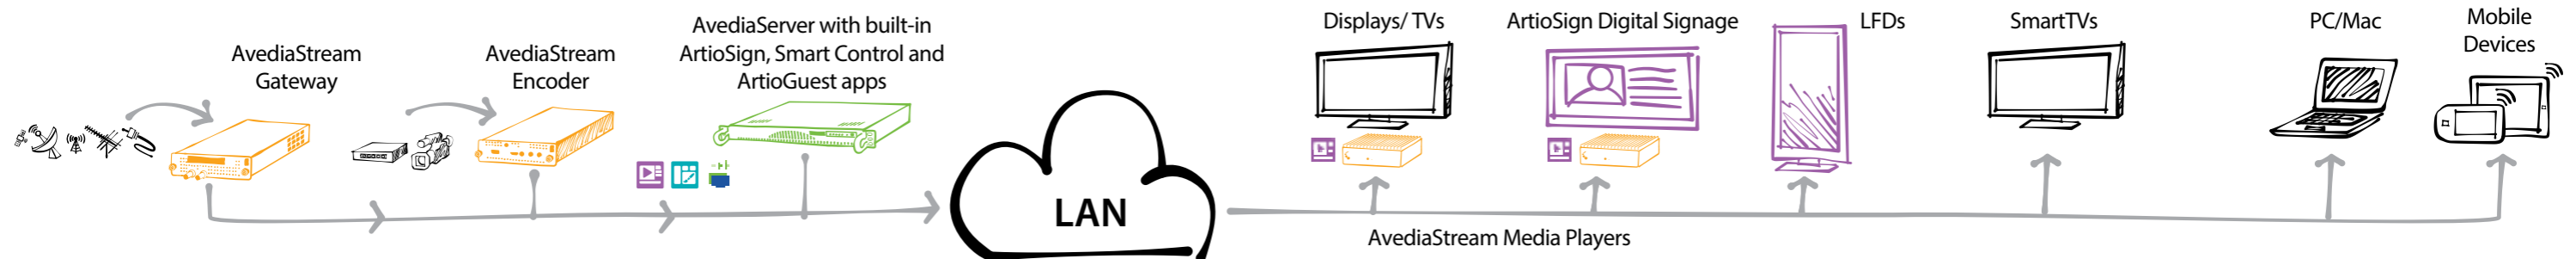 AvediaStream
Gateway
AvediaStream
Encoder
AvediaServer with built-in
ArtioSign, Smart Control and
ArtioGuest apps
LAN
Displays/ TVs
ArtioSign Digital Signage
LFDs
SmartTVs
PC/Mac
Mobile
Devices
AvediaStream Media Players